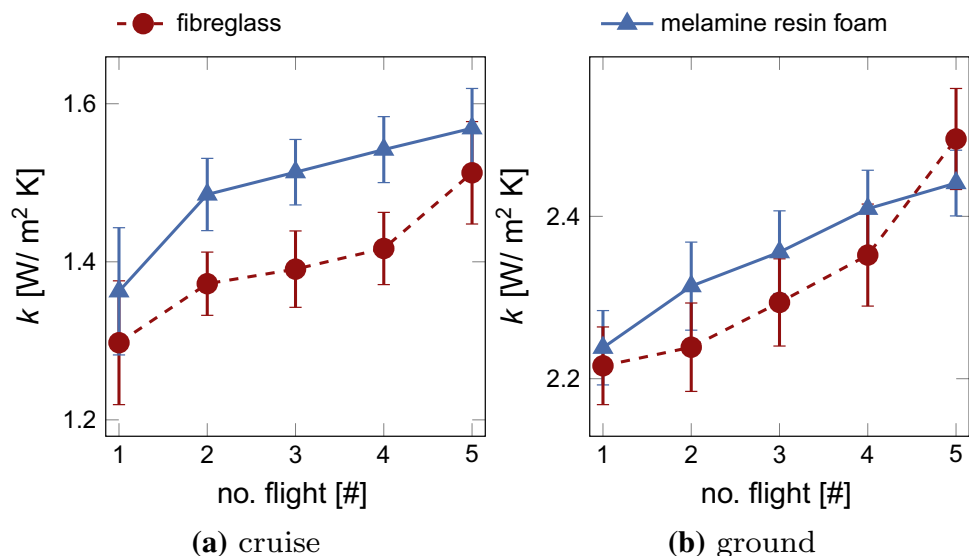 fibreglass
melamine resin foam
k [W/ m² K]
1.6
1.4
1.2
1 2 3 4 5
no. flight [#]
(a) cruise
k [W/ m² K]
2.4
2.2
1 2 3 4 5
no. flight [#]
(b) ground